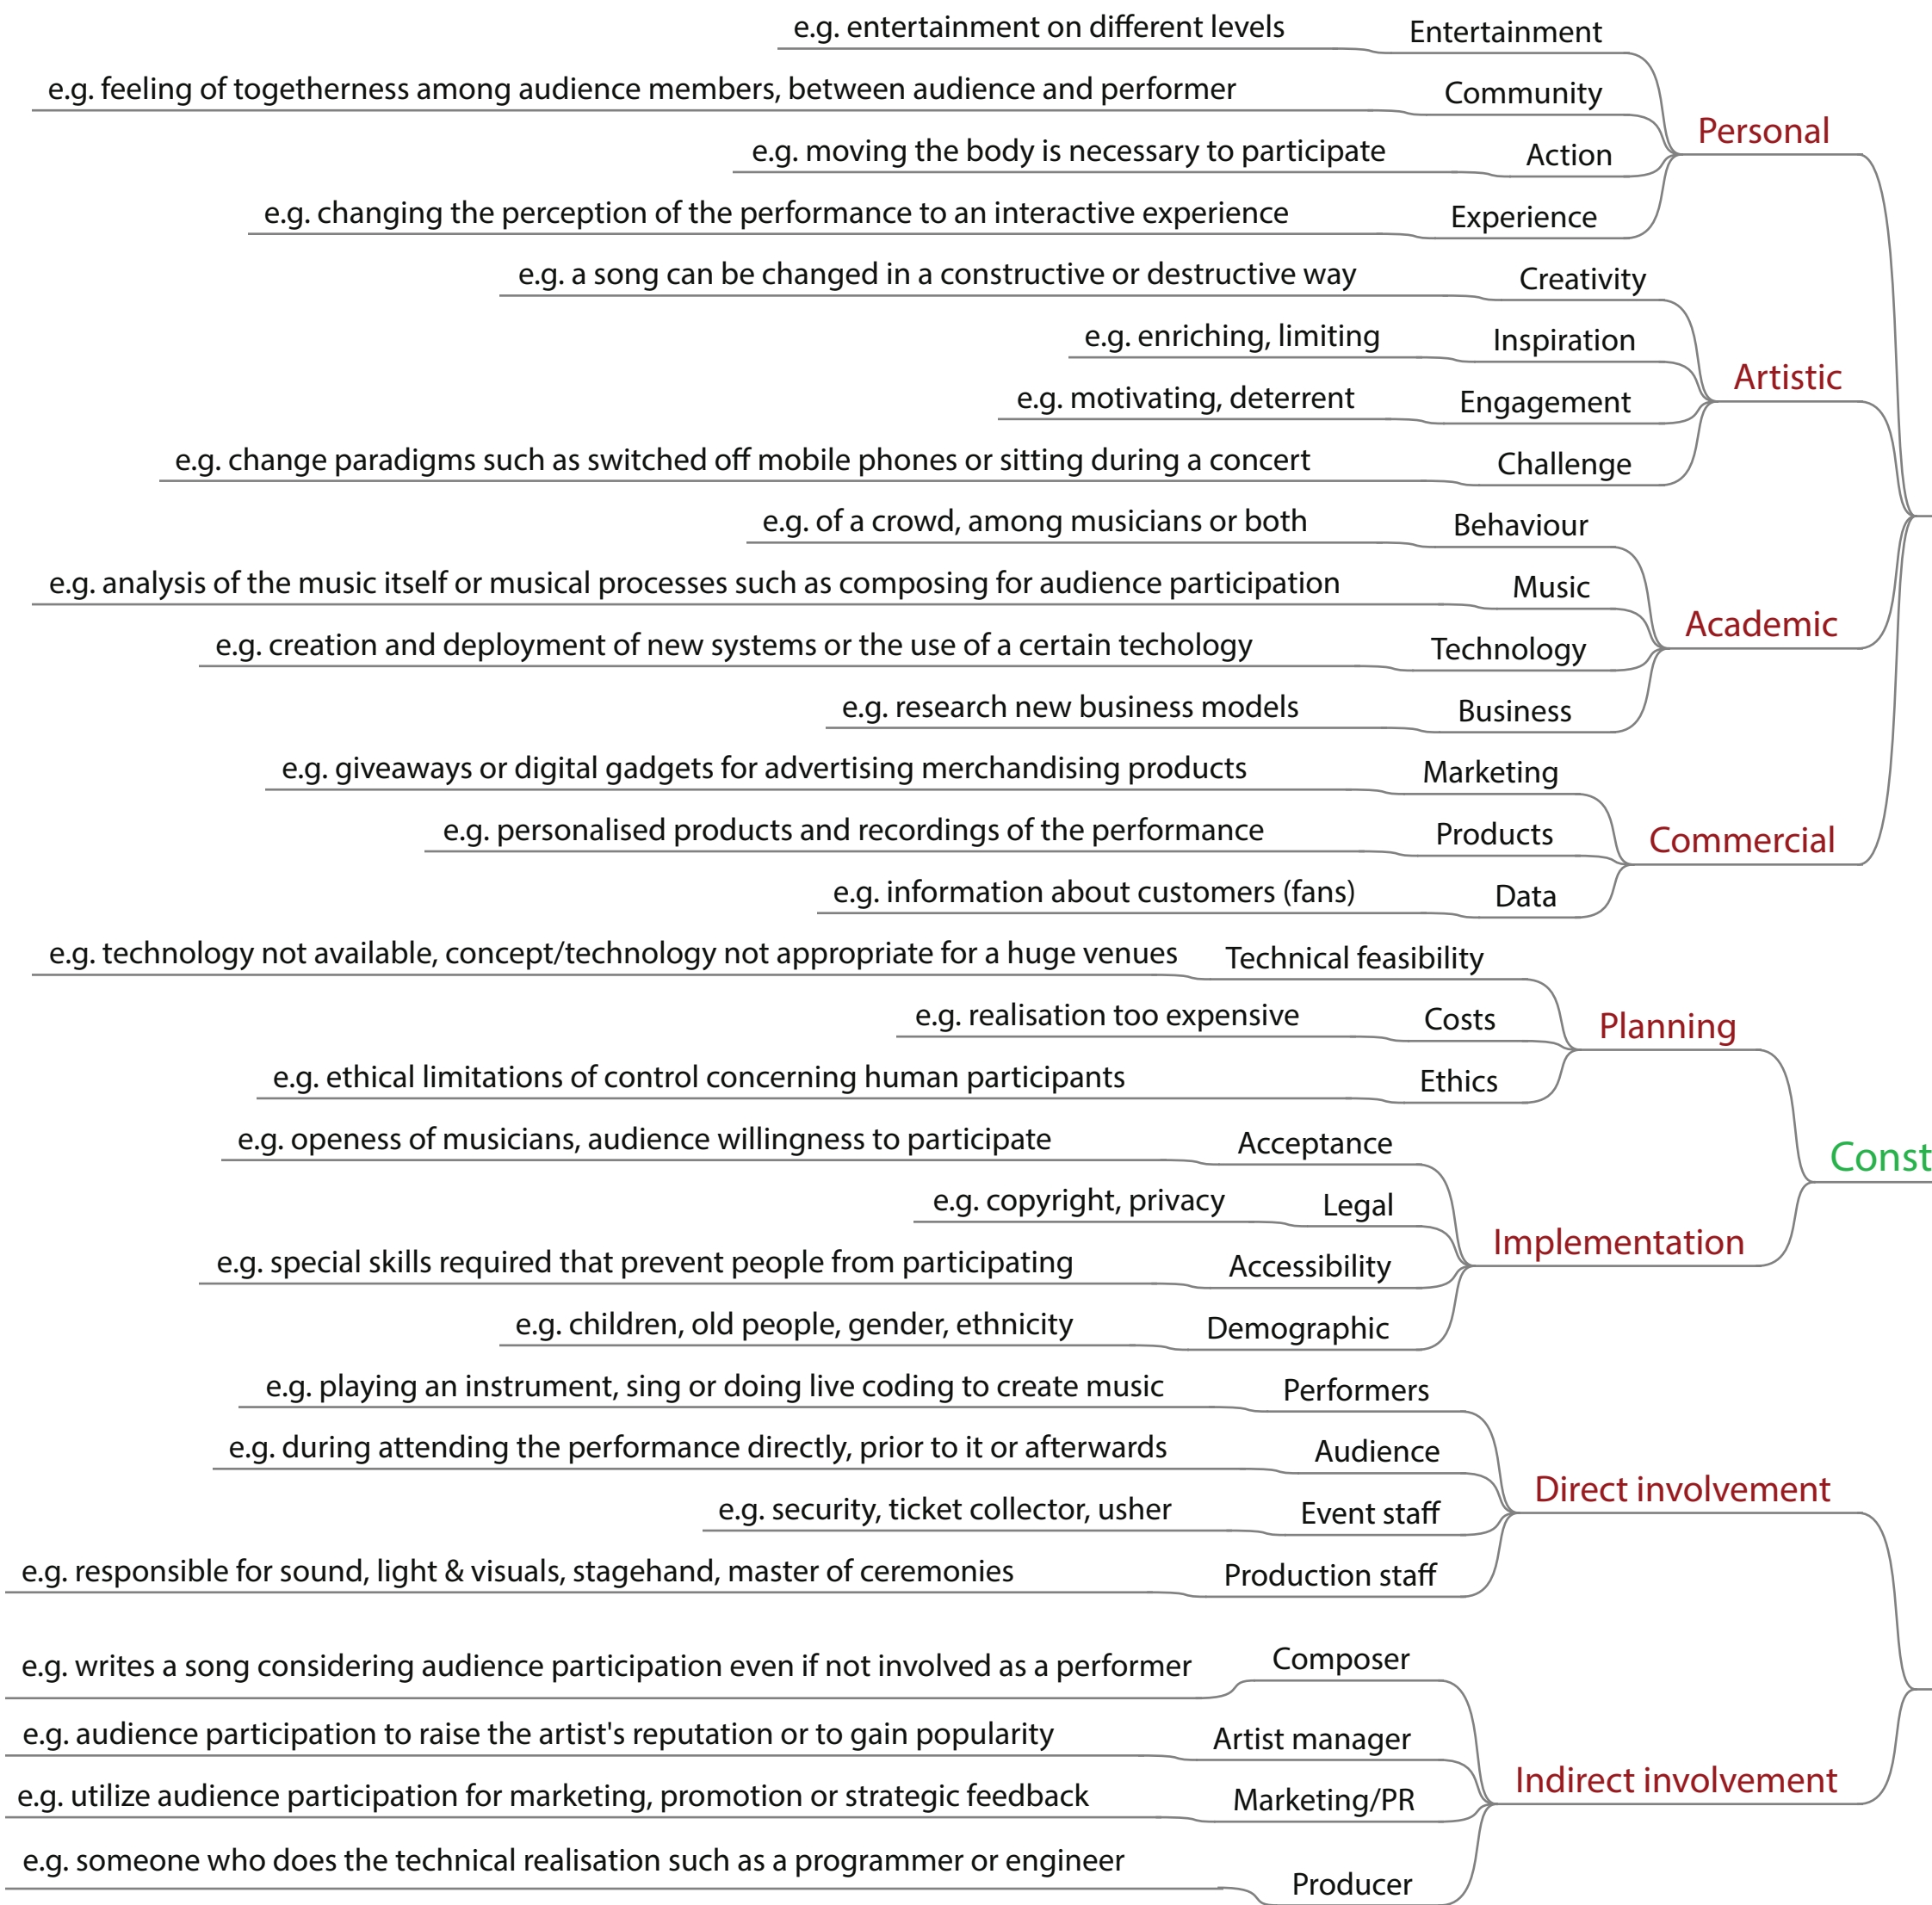 e.g. entertainment on different levels Entertainment
e.g. feeling of togetherness among audience members, between audience and performer Community
Personal
e.g. moving the body is necessary to participate Action
e.g. changing the perception of the performance to an interactive experience Experience
e.g. a song can be changed in a constructive or destructive way Creativity
e.g. enriching, limiting Inspiration
Artistic
e.g. motivating, deterrent Engagement
e.g. change paradigms such as switched off mobile phones or sitting during a concert Challenge
e.g. of a crowd, among musicians or both Behaviour
e.g. analysis of the music itself or musical processes such as composing for audience participation Music
Academic
e.g. creation and deployment of new systems or the use of a certain techology Technology
e.g. research new business models Business
e.g. giveaways or digital gadgets for advertising merchandising products Marketing
e.g. personalised products and recordings of the performance Products
Commercial
e.g. information about customers (fans) Data
e.g. technology not available, concept/technology not appropriate for a huge venues Technical feasibility
e.g. realisation too expensive Costs
Planning
e.g. ethical limitations of control concerning human participants Ethics
e.g. openess of musicians, audience willingness to participate Acceptance
Const
e.g. copyright, privacy Legal
Implementation
e.g. special skills required that prevent people from participating Accessibility
e.g. children, old people, gender, ethnicity Demographic
e.g. playing an instrument, sing or doing live coding to create music Performers
e.g. during attending the performance directly, prior to it or afterwards Audience
Direct involvement
e.g. security, ticket collector, usher Event staff
e.g. responsible for sound, light & visuals, stagehand, master of ceremonies Production staff
e.g. writes a song considering audience participation even if not involved as a performer Composer
e.g. audience participation to raise the artist's reputation or to gain popularity Artist manager
Indirect involvement
e.g. utilize audience participation for marketing, promotion or strategic feedback Marketing/PR
e.g. someone who does the technical realisation such as a programmer or engineer Producer